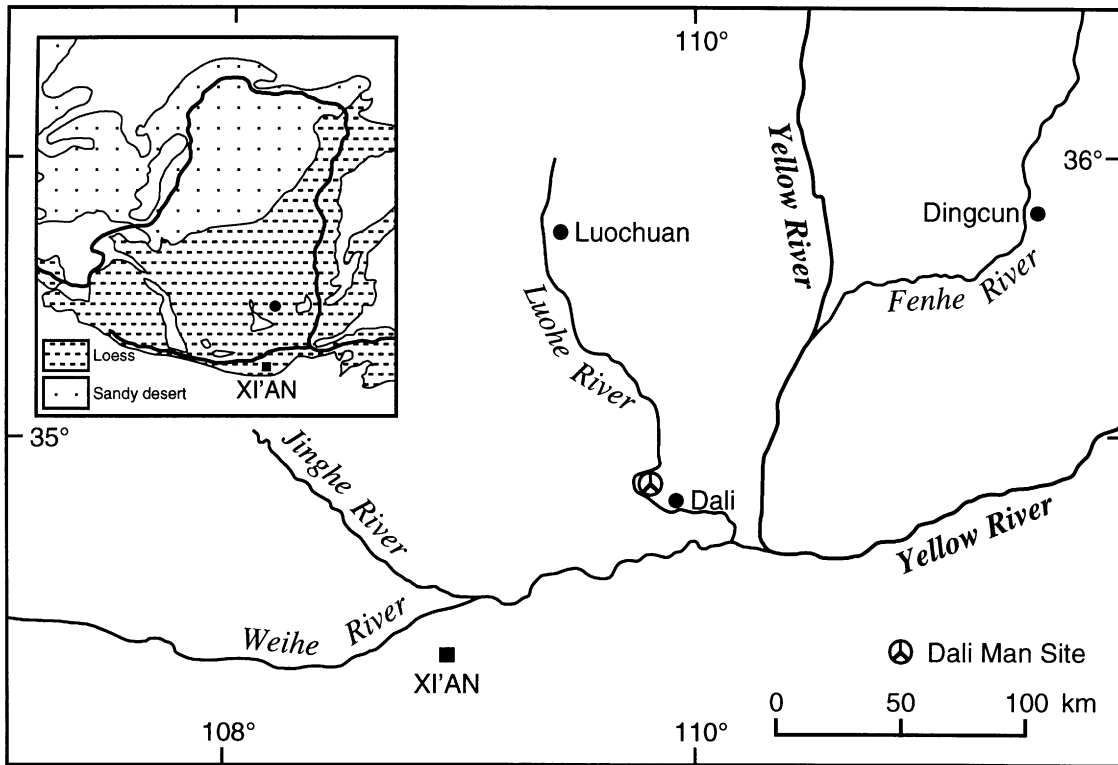 110°
Yellow River
36°
Dingcun
Luochuan
Fenhe River
Luohe River
Loess
Sandy desert
XI'AN
35°
Jinghe River
Dali
Yellow River
Weihe River
XI'AN
Dali Man Site
0 50 100 km
108°
110°